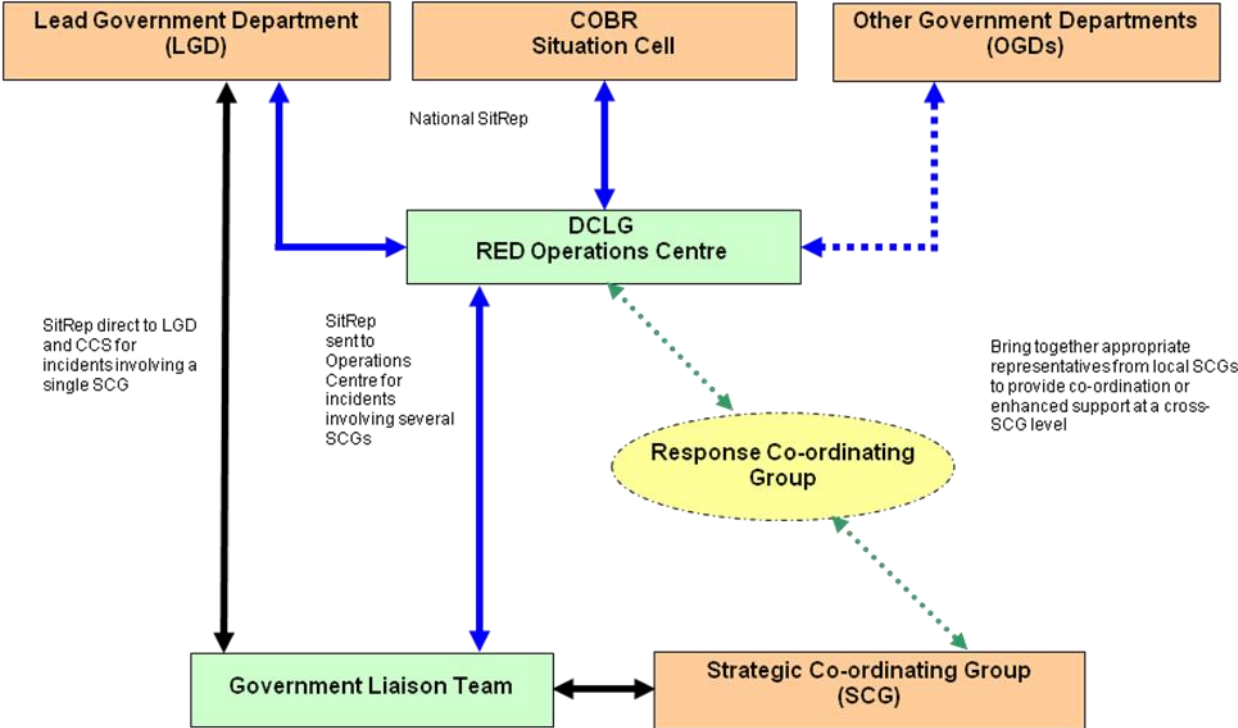 Lead Government Department
(LGD)
COBR
Situation Cell
Other Government Departments
(OGDs)
National SitRep
DCLG
RED Operations Centre
SitRep direct to LGD
and CCS for
incidents involving a
single SCG
SitRep
sent to
Operations
Centre for
incidents
involving several
SCGs
Bring together appropriate
representatives from local SCGs
to provide co-ordination or
enhanced support at a cross-
SCG level
Response Co-ordinating
Group
Government Liaison Team
Strategic Co-ordinating Group
(SCG)